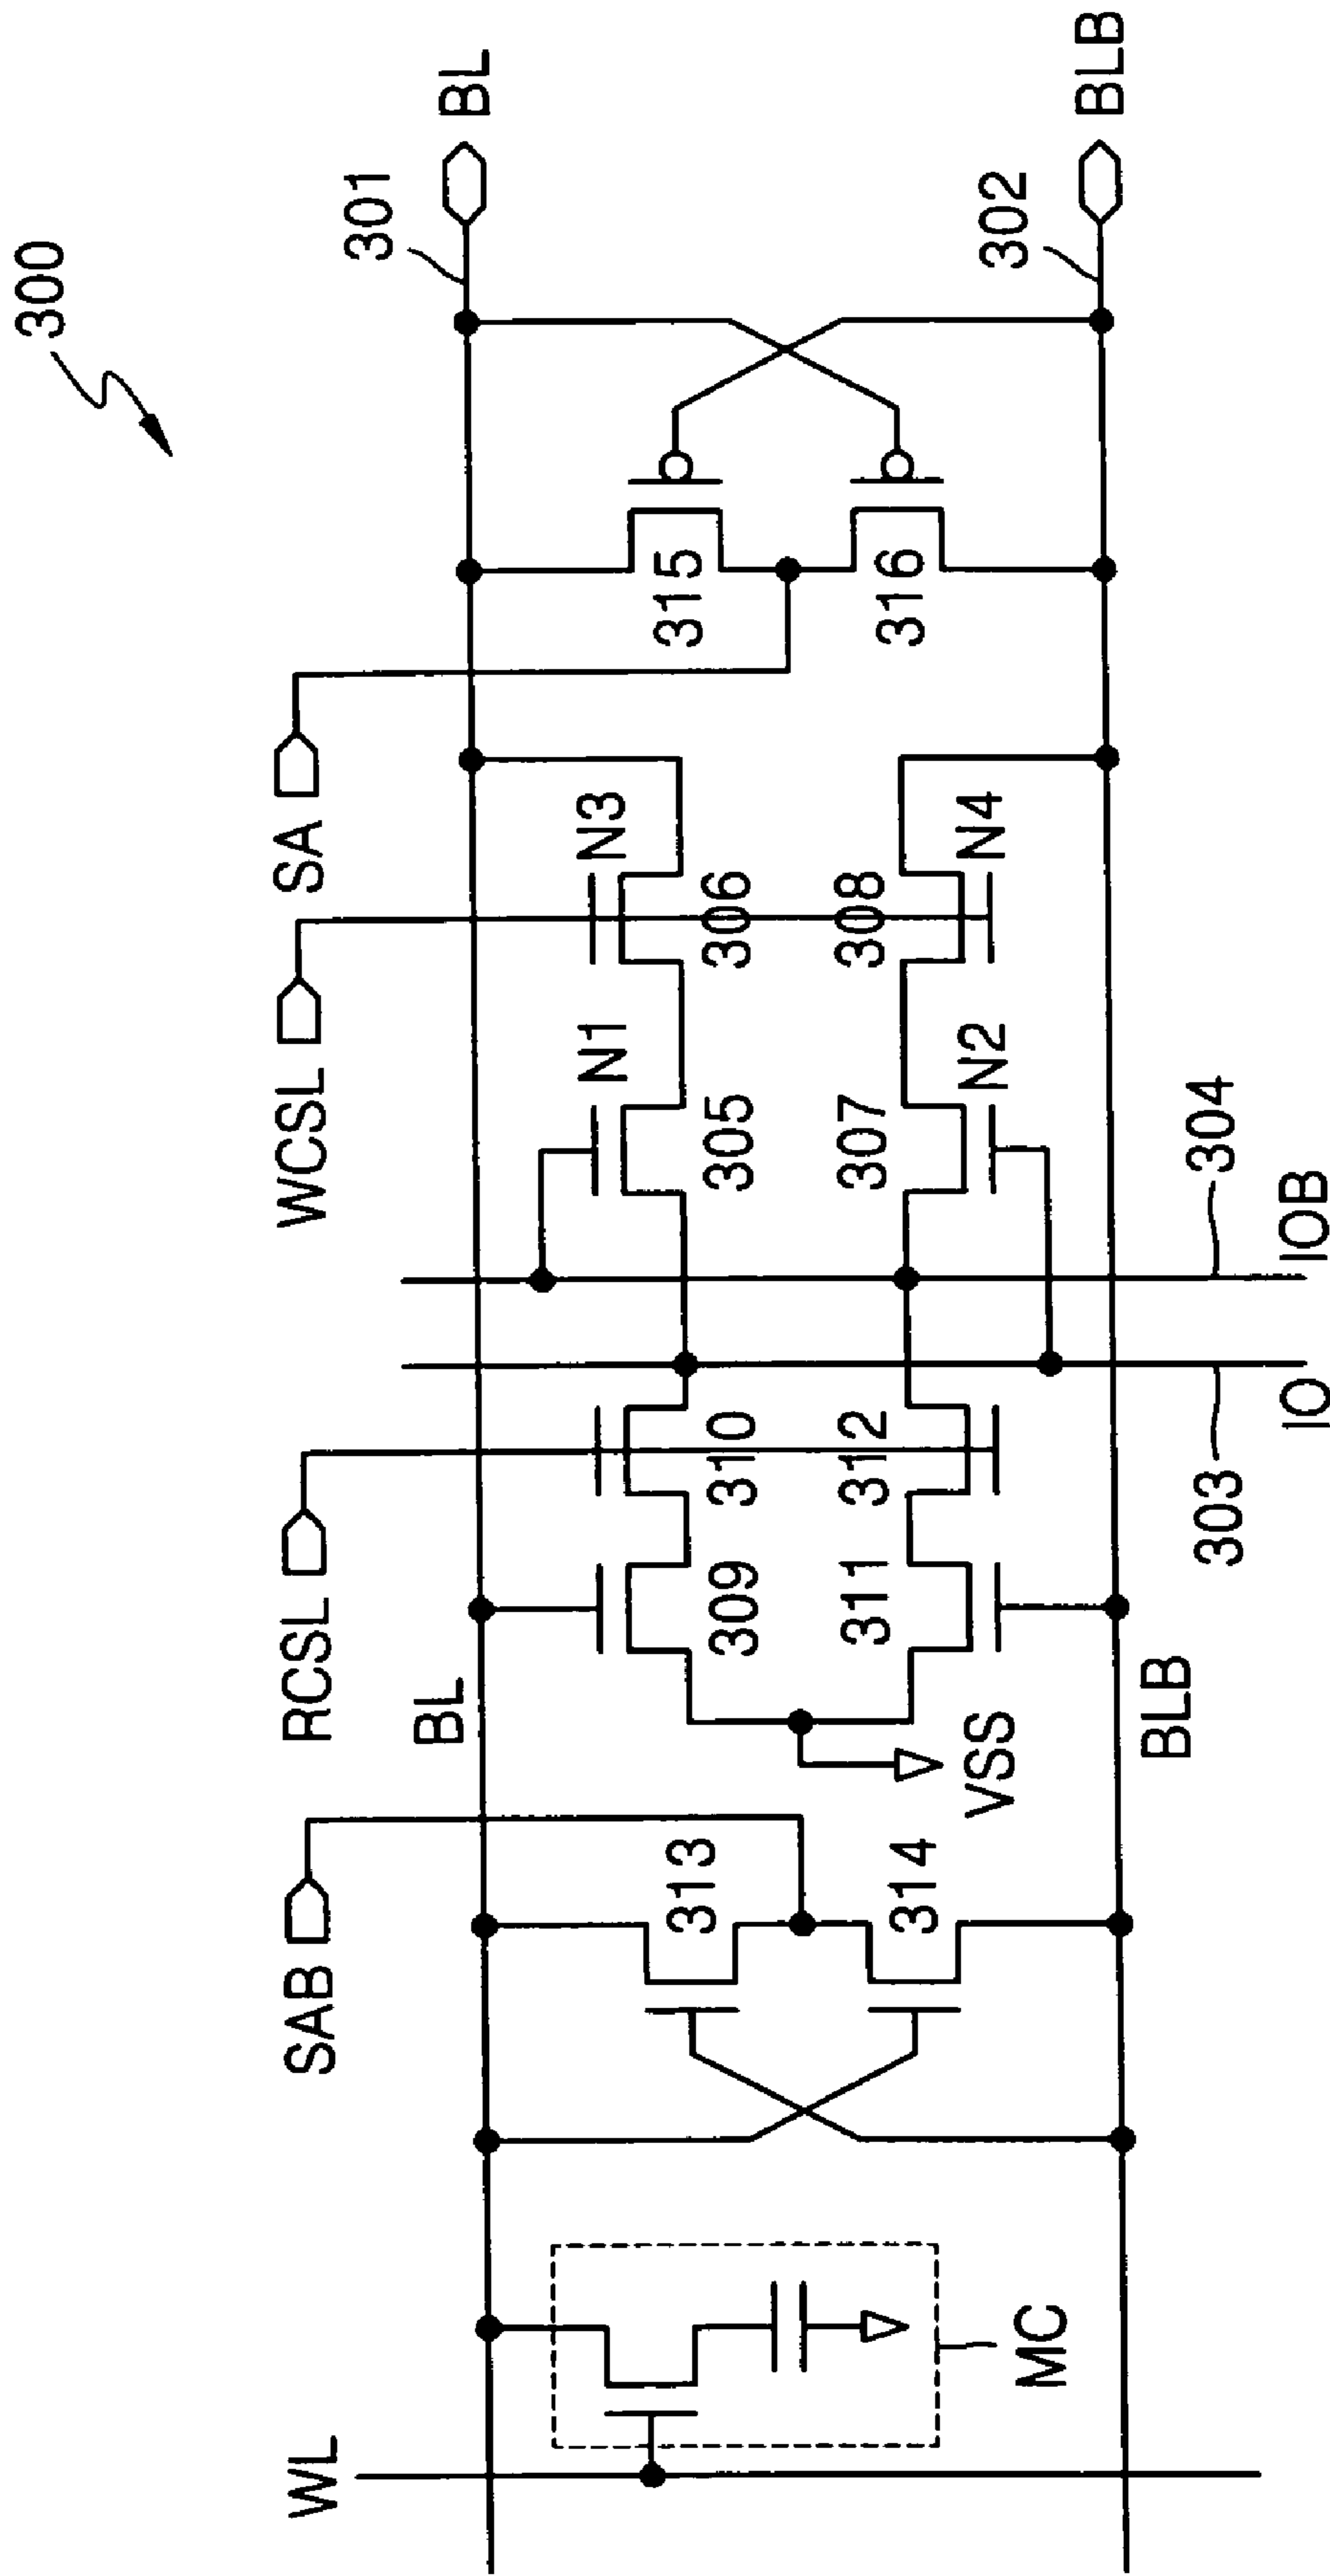 300
WL
SAB
RCSL
WCSL
SA
BL
301
BL
MC
313
314
309
310
305
N1
306
N3
315
311
312
307
N2
308
N4
316
VSS
BLB
303
IO
304
IOB
302
BLB